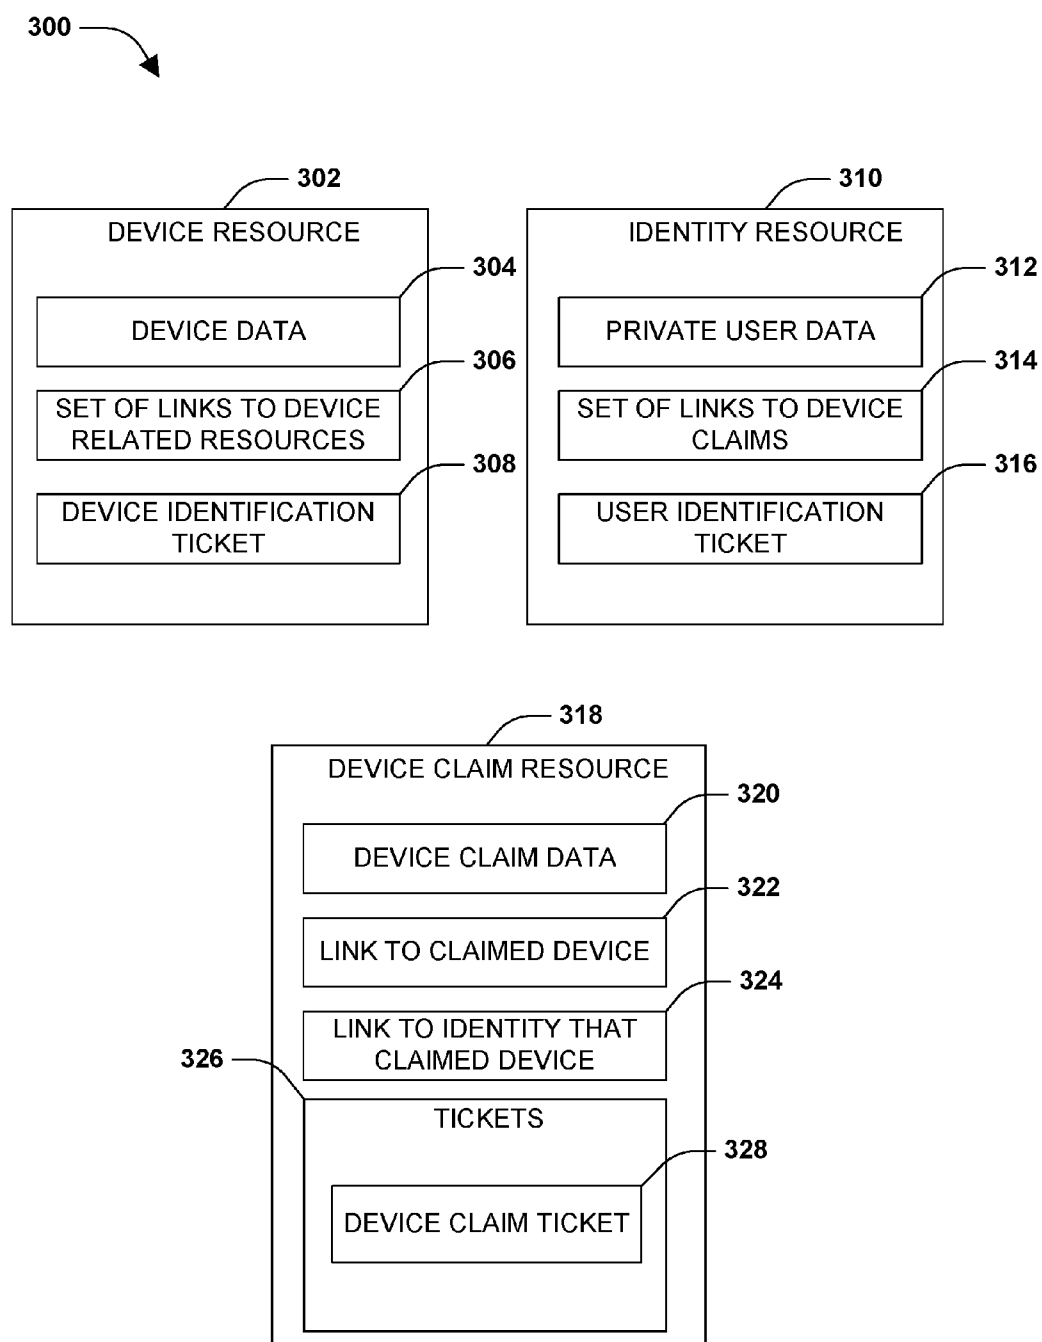 300
302
DEVICE RESOURCE
304
DEVICE DATA
306
SET OF LINKS TO DEVICE
RELATED RESOURCES
308
DEVICE IDENTIFICATION
TICKET
310
IDENTITY RESOURCE
312
PRIVATE USER DATA
314
SET OF LINKS TO DEVICE
CLAIMS
316
USER IDENTIFICATION
TICKET
318
DEVICE CLAIM RESOURCE
320
DEVICE CLAIM DATA
322
LINK TO CLAIMED DEVICE
324
LINK TO IDENTITY THAT
CLAIMED DEVICE
326
TICKETS
328
DEVICE CLAIM TICKET